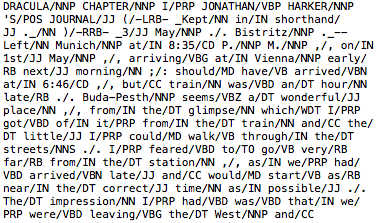 DRACULA/NNP CHAPTER/NNP I/PRP JONATHAN/VBP HARKER/NNP
'S/POS JOURNAL/JJ (/-LRB- _Kept/NN in/IN shorthand/
JJ ._/NN )/-RRB- _3/JJ May/NNP ./. Bistritz/NNP ._--
Left/NN Munich/NNP at/IN 8:35/CD P./NNP M./NNP ,/, on/IN
1st/JJ May/NNP ,/, arriving/VBG at/IN Vienna/NNP early/
RB next/JJ morning/NN ;/: should/MD have/VB arrived/VBN
at/IN 6:46/CD ,/, but/CC train/NN was/VBD an/DT hour/NN
late/RB ./. Buda-Pesth/NNP seems/VBZ a/DT wonderful/JJ
place/NN ,/, from/IN the/DT glimpse/NN which/WDT I/PRP
got/VBD of/IN it/PRP from/IN the/DT train/NN and/CC the/
DT little/JJ I/PRP could/MD walk/VB through/IN the/DT
streets/NNS ./. I/PRP feared/VBD to/TO go/VB very/RB
far/RB from/IN the/DT station/NN ,/, as/IN we/PRP had/
VBD arrived/VBN late/JJ and/CC would/MD start/VB as/RB
near/IN the/DT correct/JJ time/NN as/IN possible/JJ ./.
The/DT impression/NN I/PRP had/VBD was/VBD that/IN we/
PRP were/VBD leaving/VBG the/DT West/NNP and/CC